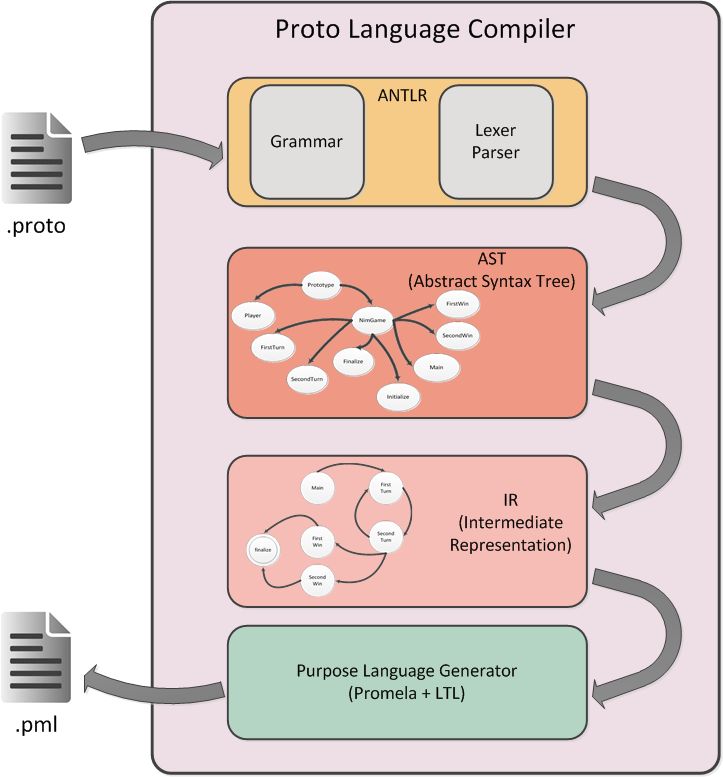 Proto Language Compiler
ANTLR
Grammar
Lexer
Parser
.proto
AST
(Abstract Syntax Tree)
Prototype
Player
NimGame
FirstWin
SecondWin
FirstTurn
Finalize
Main
SecondTurn
Initialize
IR
(Intermediate
Representation)
Main
First
Turn
First
Win
Second
Turn
finalize
Second
Win
Purpose Language Generator
(Promela + LTL)
.pml